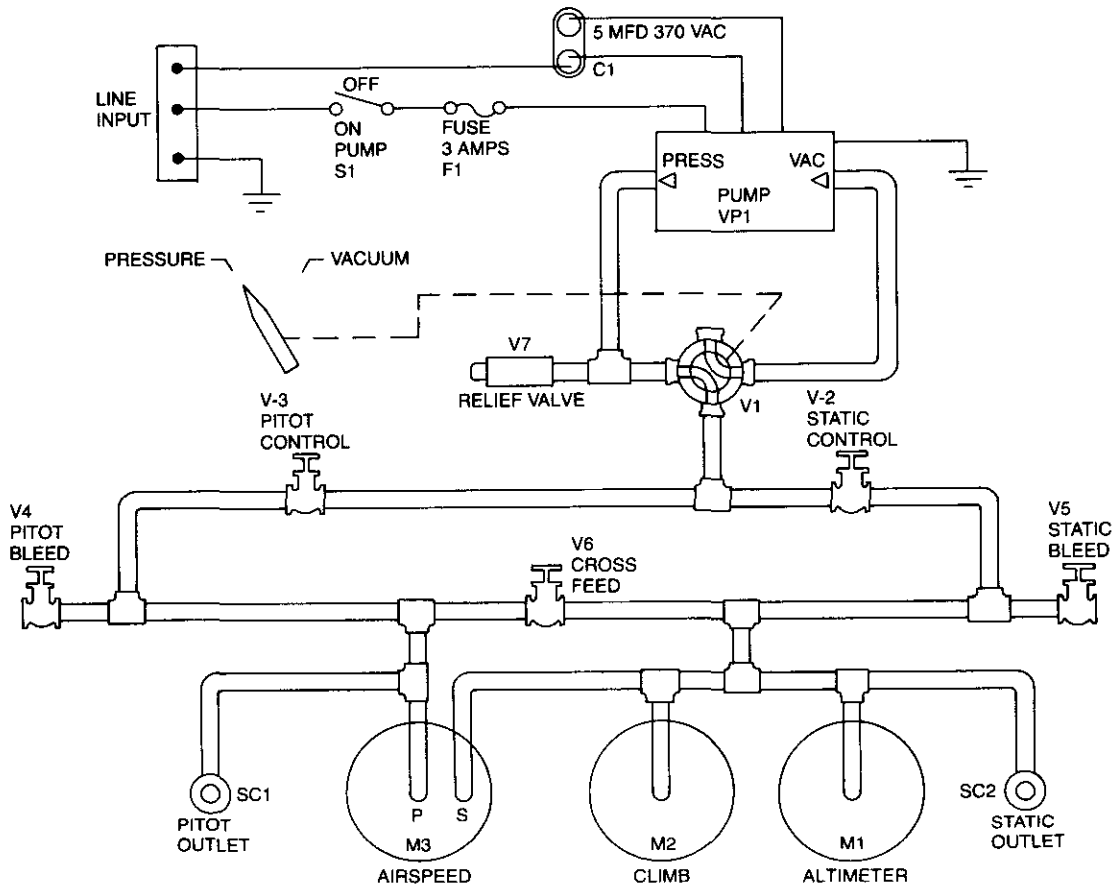 5 MFD 370 VAC
C1
LINE
INPUT
OFF
ON
PUMP
S1
FUSE
3 AMPS
F1
PRESS
VAC
PUMP
VP1
PRESSURE
VACUUM
V7
RELIEF VALVE
V1
V-3
PITOT
CONTROL
V-2
STATIC
CONTROL
V4
PITOT
BLEED
V6
CROSS
FEED
V5
STATIC
BLEED
SC1
PITOT
OUTLET
P
S
M3
AIRSPEED
M2
CLIMB
M1
ALTIMETER
SC2
STATIC
OUTLET